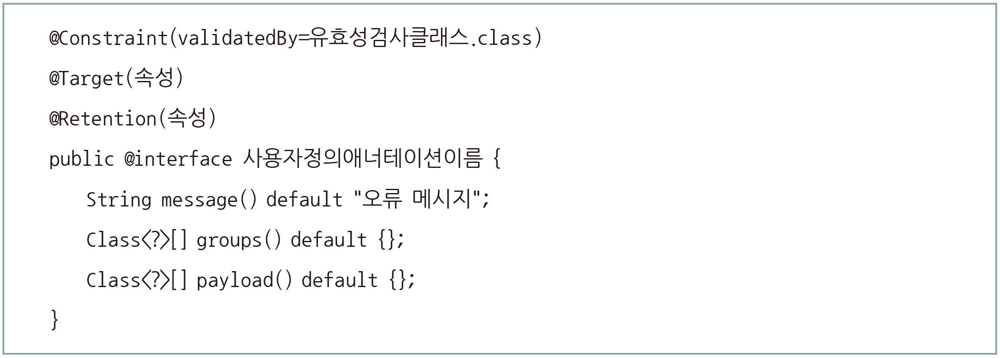 @Constraint(validatedBy=유효성검사클래스.class)
@Target(속성)
@Retention(속성)
public @interface 사용자정의애너테이션이름 {
String message() default "오류 메시지";
Class<?>[] groups() default {};
Class<?>[] payload() default {};
}